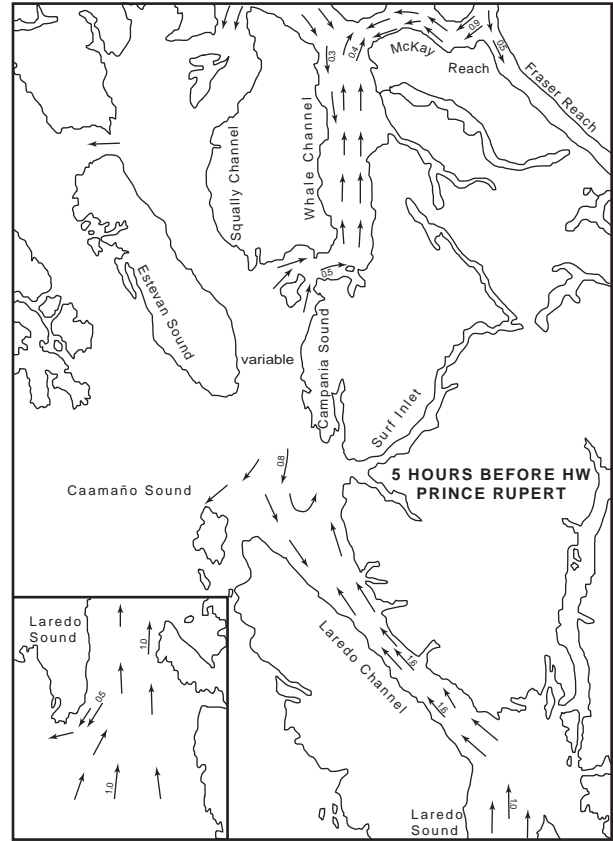 0.9
0.5
0.3
0.4
McKay
Reach
Fraser Reach
Squally Channel
Whale Channel
0.5
Estevan Sound
variable
Campania Sound
Surf Inlet
0.8
5 HOURS BEFORE HW
PRINCE RUPERT
Caamaño Sound
Laredo
Sound
1.0
0.5
1.0
Laredo Channel
1.6
1.6
1.0
Laredo
Sound